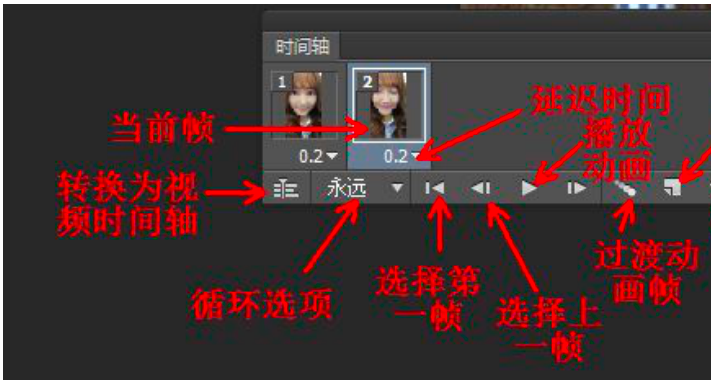 时间轴
1
2
当前帧
延迟时间
播放
动画
0.2
0.2
转换为视
频时间轴
永远
过渡动
画帧
循环选项
选择第
一帧
选择上
一帧